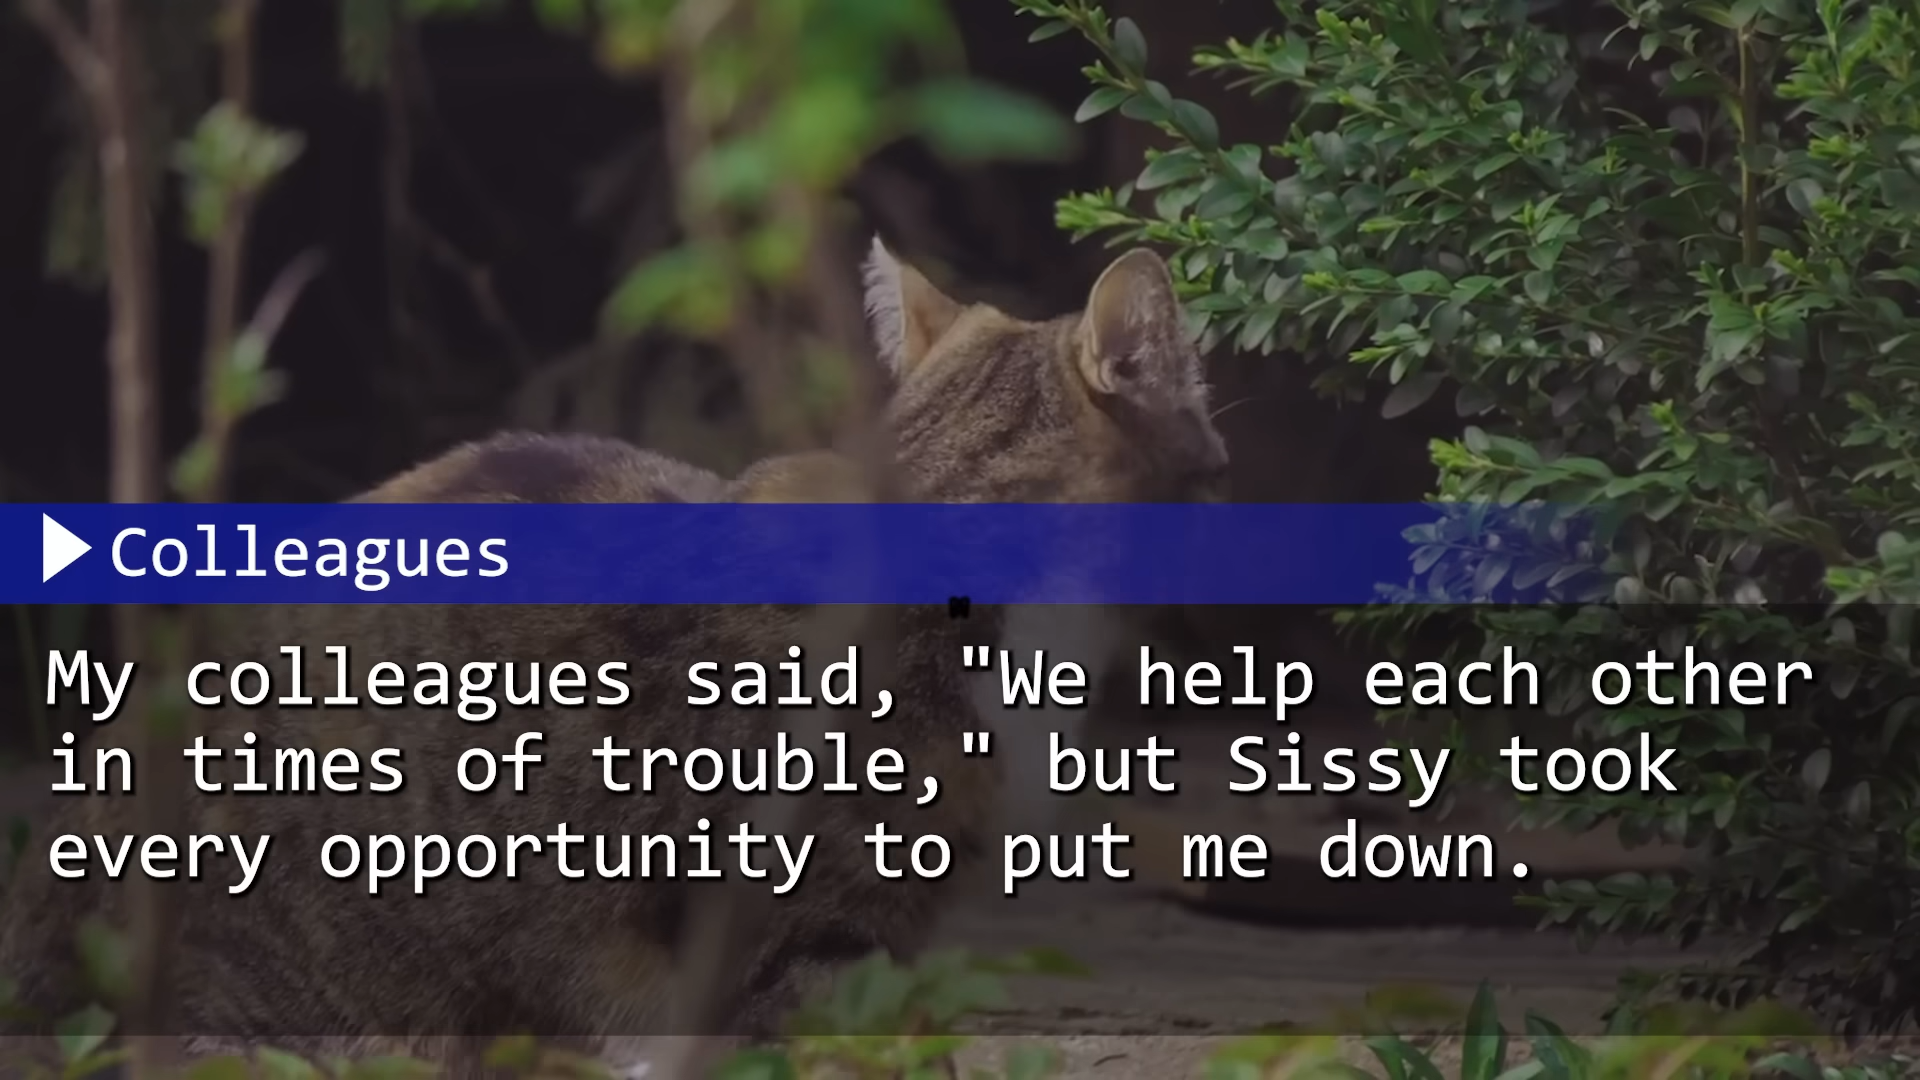 Colleagues
My colleagues said, "We help each other
in times of trouble," but Sissy took
every opportunity to put me down.